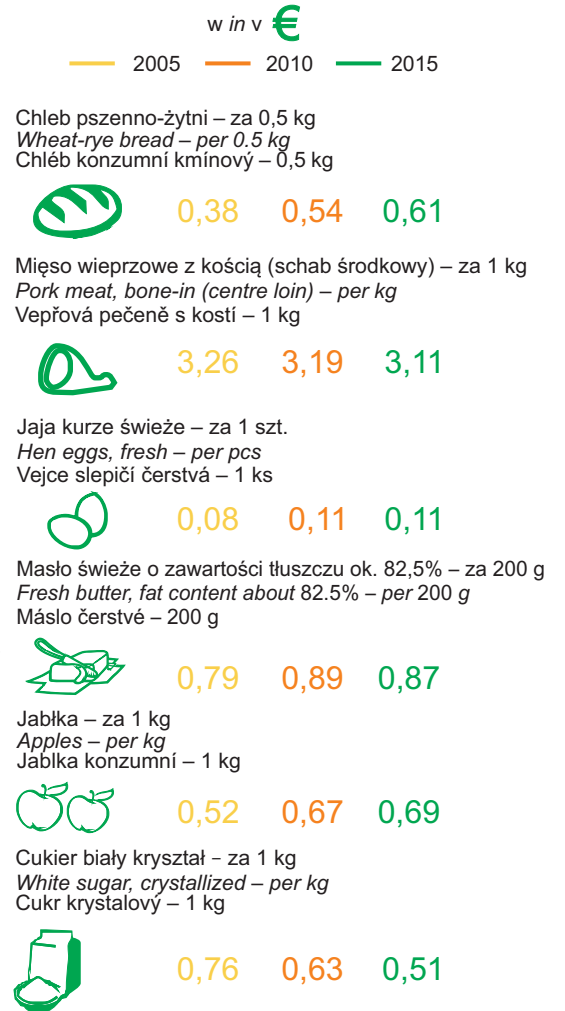 w in v €
2005 2010 2015
Chleb pszenno-żytni – za 0,5 kg
Wheat-rye bread – per 0.5 kg
Chléb konzumní kmínový – 0,5 kg
0,38 0,54 0,61
Mięso wieprzowe z kością (schab środkowy) – za 1 kg
Pork meat, bone-in (centre loin) – per kg
Vepřová pečeně s kostí – 1 kg
3,26 3,19 3,11
Jaja kurze świeże – za 1 szt.
Hen eggs, fresh – per pcs
Vejce slepičí čerstvá – 1 ks
0,08 0,11 0,11
Masło świeże o zawartości tłuszczu ok. 82,5% – za 200 g
Fresh butter, fat content about 82.5% – per 200 g
Máslo čerstvé – 200 g
0,79 0,89 0,87
Jabłka – za 1 kg
Apples – per kg
Jablka konzumní – 1 kg
0,52 0,67 0,69
Cukier biały kryształ – za 1 kg
White sugar, crystallized – per kg
Cukr krystalový – 1 kg
0,76 0,63 0,51